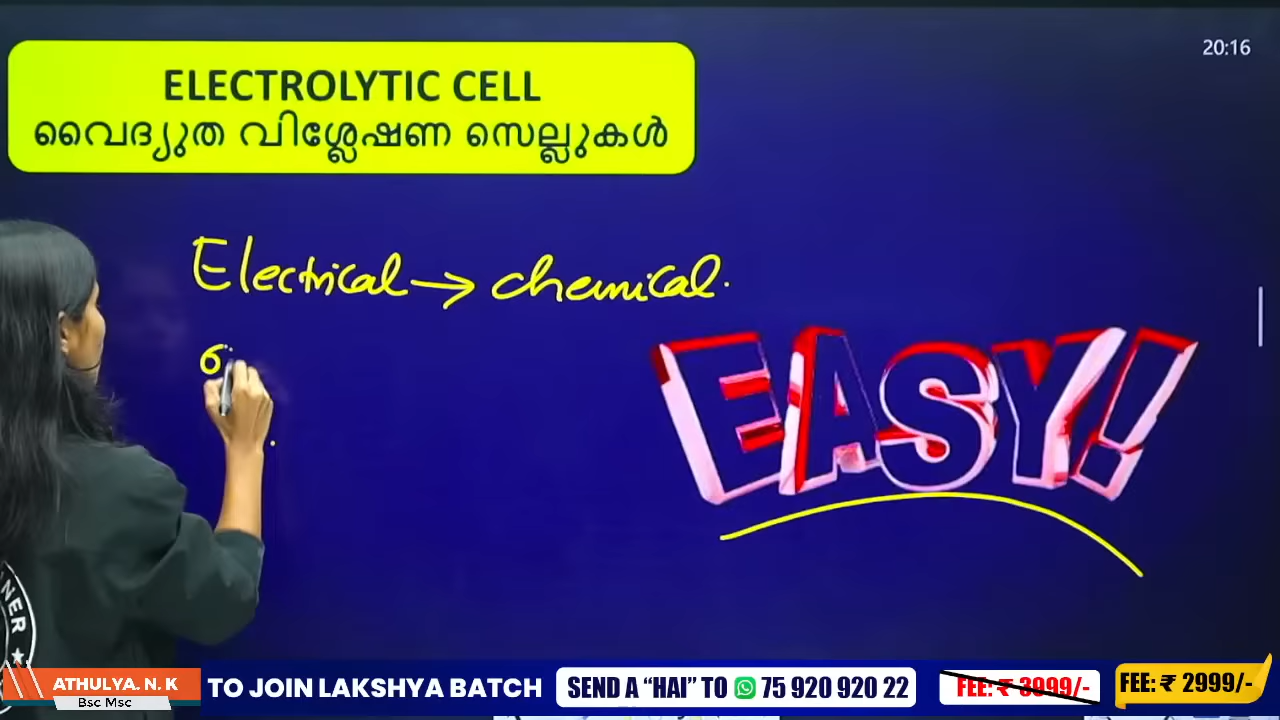 20:16
ELECTROLYTIC CELL
വൈദ്യുത വിശ്ലേഷണ സെല്ലുകൾ
Electrical → chemical.
EASY!
NER
ATHULYA. N. K
Bsc Msc
TO JOIN LAKSHYA BATCH
SEND A “HAI” TO 75 920 920 22
FEE: ₹ 3999/-
FEE: ₹ 2999/-